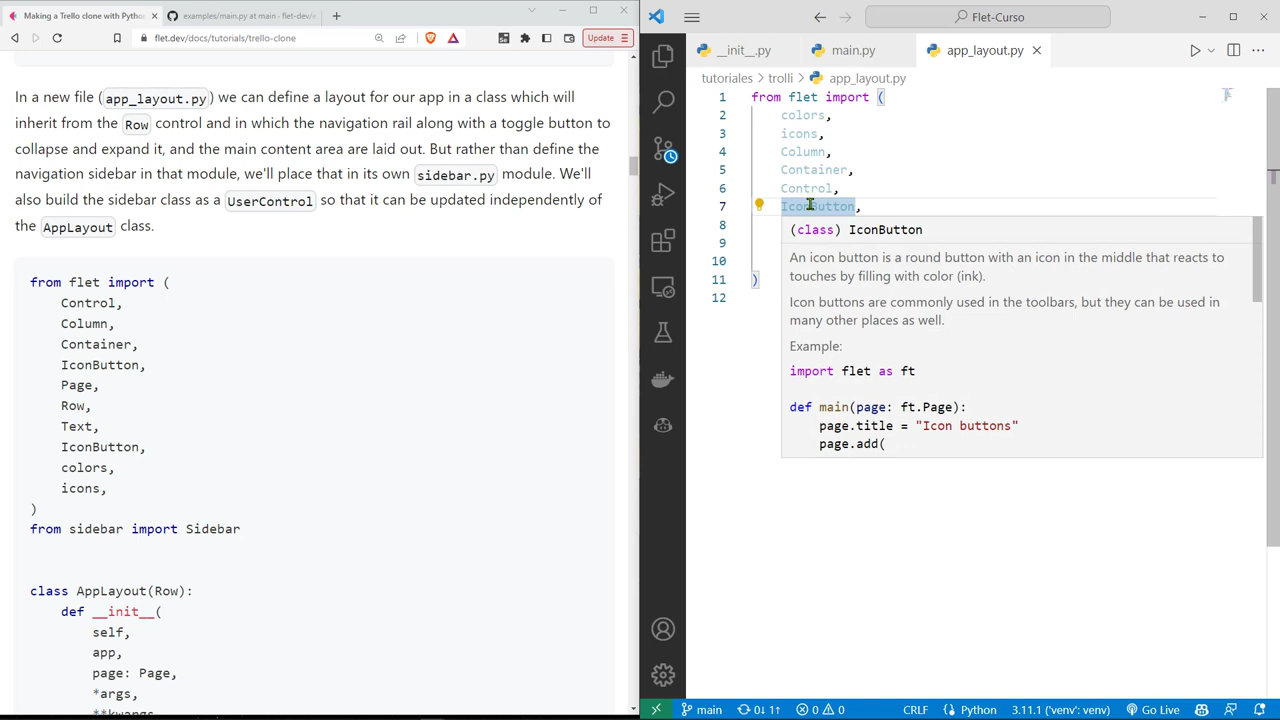 Making a Trello clone with Pytho
examples/main.py at main · flet-dev/e
flet.dev/docs/tutorials/trello-clone
Update
In a new file (app_layout.py) we can define a layout for our app in a class which will
inherit from the Row control and in which the navigation rail along with a toggle button to
collapse and expand it, and the main content area are laid out. But rather than define the
navigation sidebar in that module, we'll place that in its own sidebar.py module. We'll
also build the sidebar class as a UserControl so that it can be updated independently of
the AppLayout class.
from flet import (
Control,
Column,
Container,
IconButton,
Page,
Row,
Text,
IconButton,
colors,
icons,
)
from sidebar import Sidebar
class AppLayout(Row):
def __init__(
self,
app,
page: Page,
*args,
**kwargs
Flet-Curso
__init__.py
main.py
app_layout.py
tutoriales > trolli > app_layout.py
1 from flet import (
2 colors,
3 icons,
4 Column,
5 Container,
6 Control,
7 IconButton,
8
9
10
11 )
12
(class) IconButton
An icon button is a round button with an icon in the middle that reacts to
touches by filling with color (ink).
Icon buttons are commonly used in the toolbars, but they can be used in
many other places as well.
Example:
import flet as ft
def main(page: ft.Page):
page.title = "Icon buttons"
page.add(
main 0↓ 1↑ 0 0 CRLF Python 3.11.1 ('venv': venv) Go Live